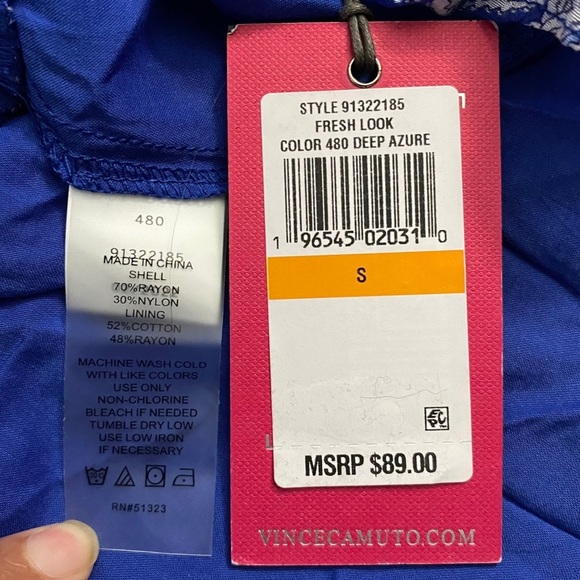 480
91322185
MADE IN CHINA
SHELL
70%RAYON
30%NYLON
LINING
52%COTTON
48%RAYON
MACHINE WASH COLD
WITH LIKE COLORS
USE ONLY
NON-CHLORINE
BLEACH IF NEEDED
TUMBLE DRY LOW
USE LOW IRON
IF NECESSARY
RN#51323
STYLE 91322185
FRESH LOOK
COLOR 480 DEEP AZURE
1 96545 02031 0
S
MSRP $89.00
VINCECAMUTO.COM